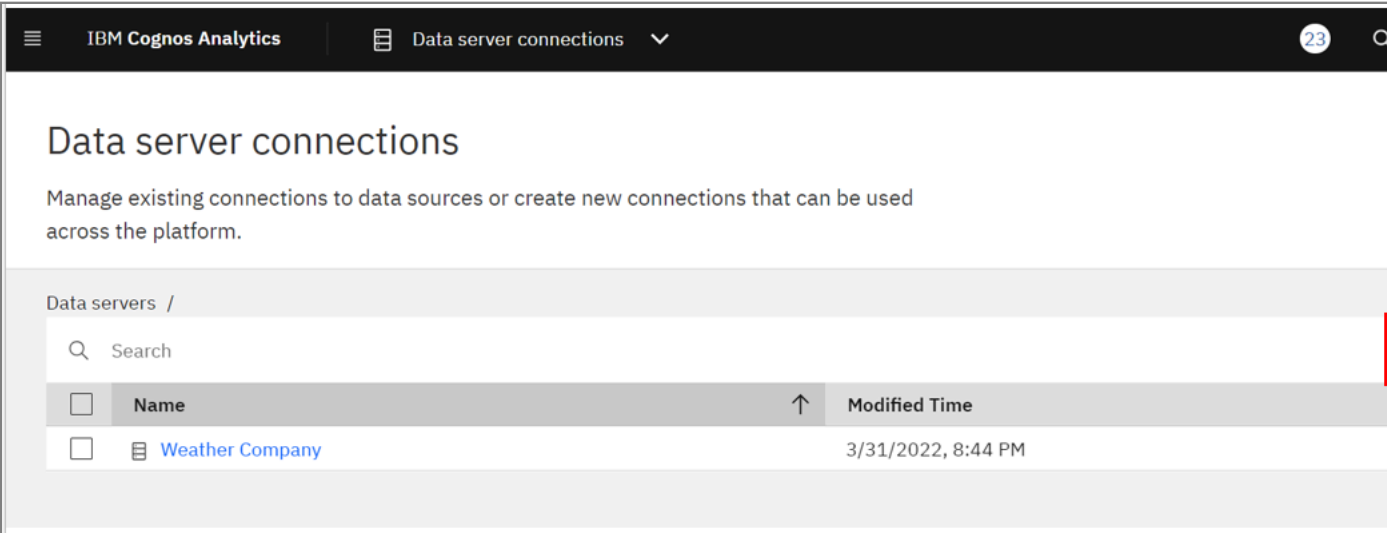 IBM Cognos Analytics Data server connections 23
Data server connections
Manage existing connections to data sources or create new connections that can be used
across the platform.
Data servers /
Search
Name Modified Time
Weather Company 3/31/2022, 8:44 PM